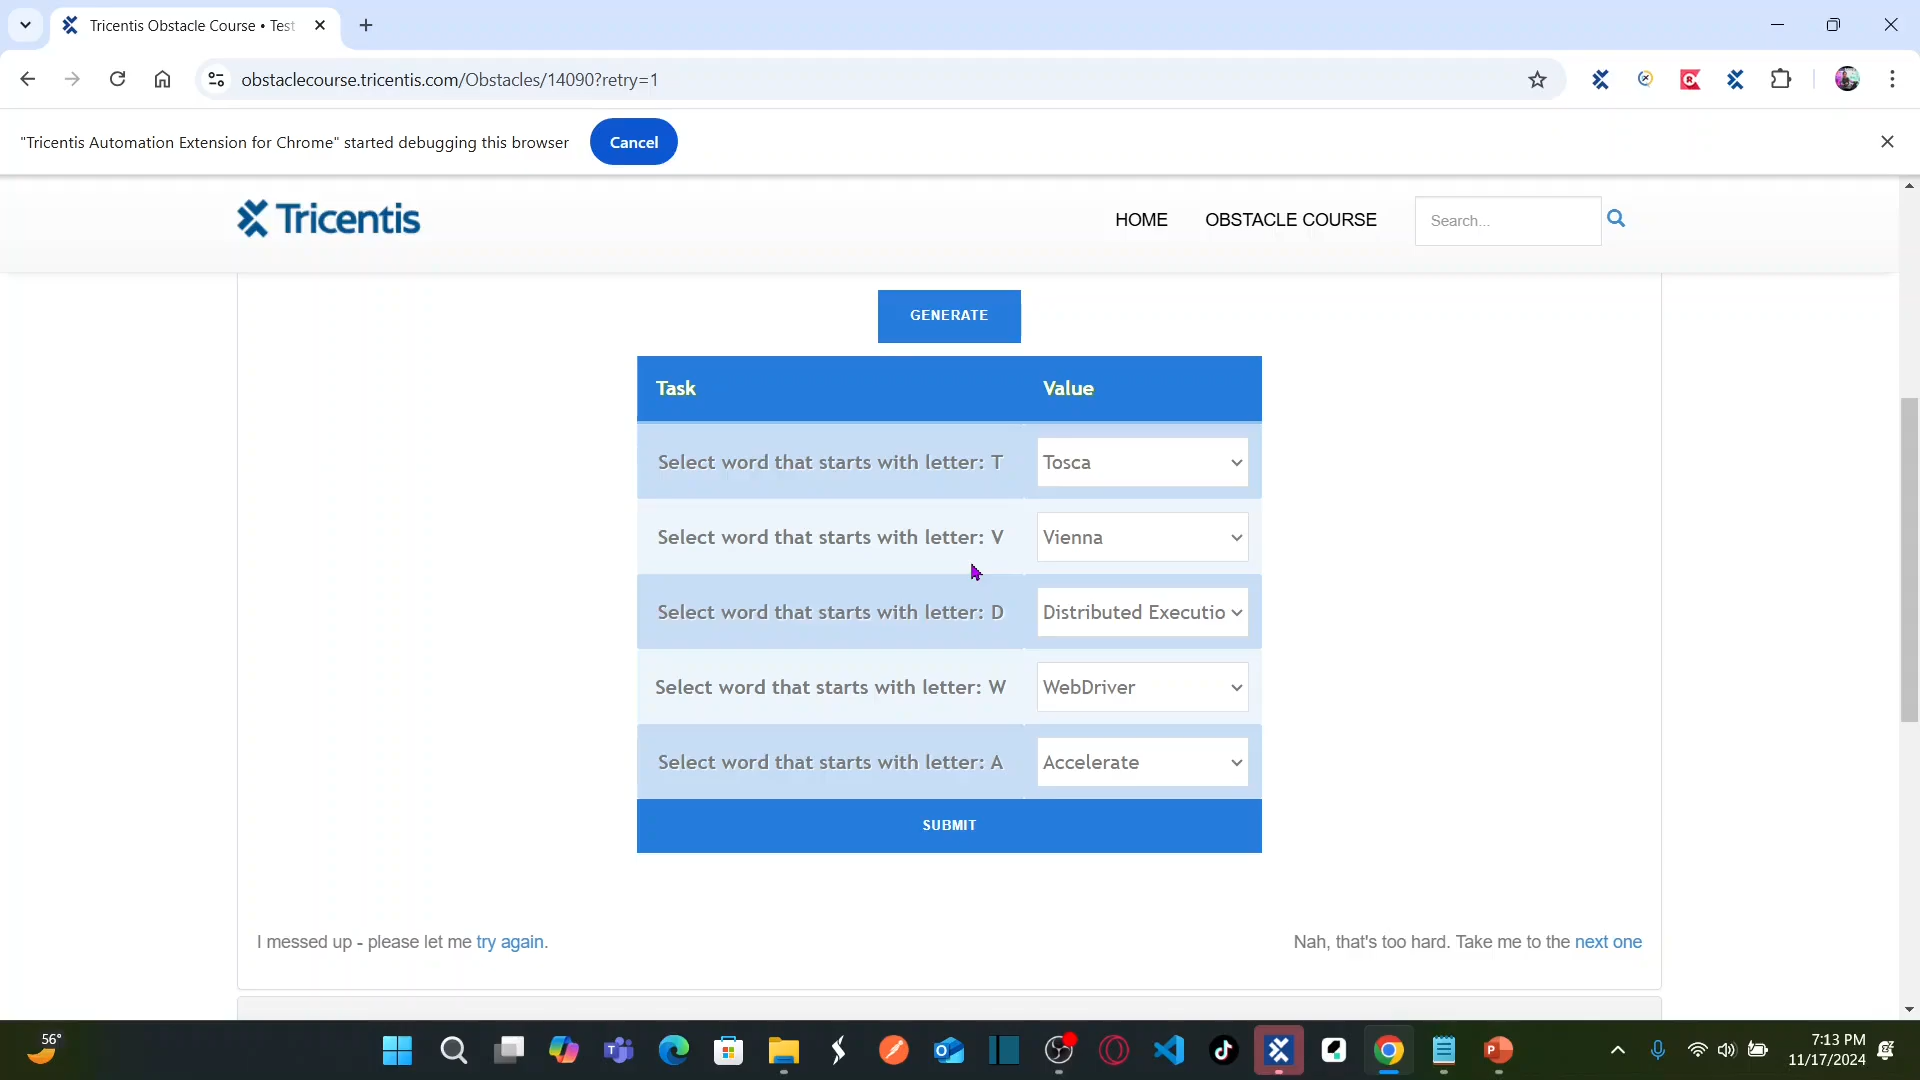 Tricentis Obstacle Course • Test
obstaclecourse.tricentis.com/Obstacles/14090?retry=1
"Tricentis Automation Extension for Chrome" started debugging this browser
Cancel
Tricentis
HOME
OBSTACLE COURSE
Search...
GENERATE
Task Value
Select word that starts with letter: T Tosca
Select word that starts with letter: V Vienna
Select word that starts with letter: D Distributed Executio
Select word that starts with letter: W WebDriver
Select word that starts with letter: A Accelerate
SUBMIT
I messed up - please let me try again.
Nah, that's too hard. Take me to the next one
56°
7:13 PM
11/17/2024